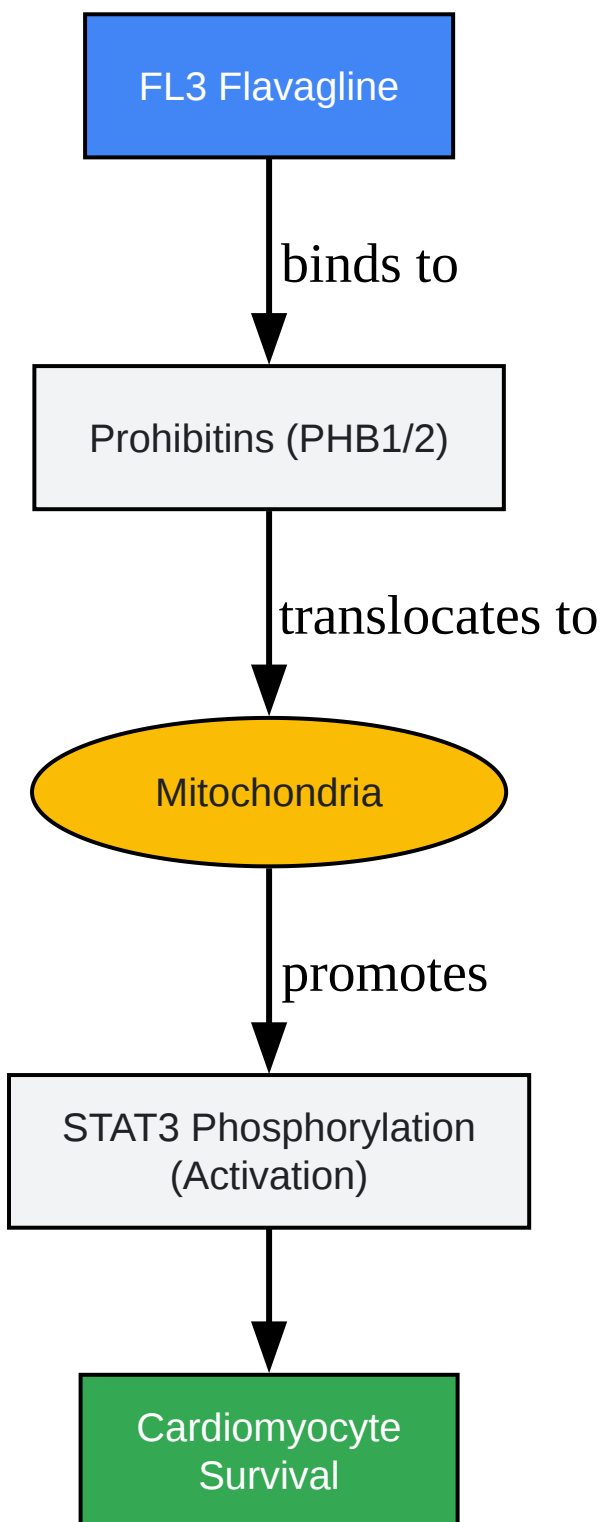 FL3 Flavagline
binds to
Prohibitins (PHB1/2)
translocates to
Mitochondria
promotes
STAT3 Phosphorylation
(Activation)
Cardiomyocyte
Survival